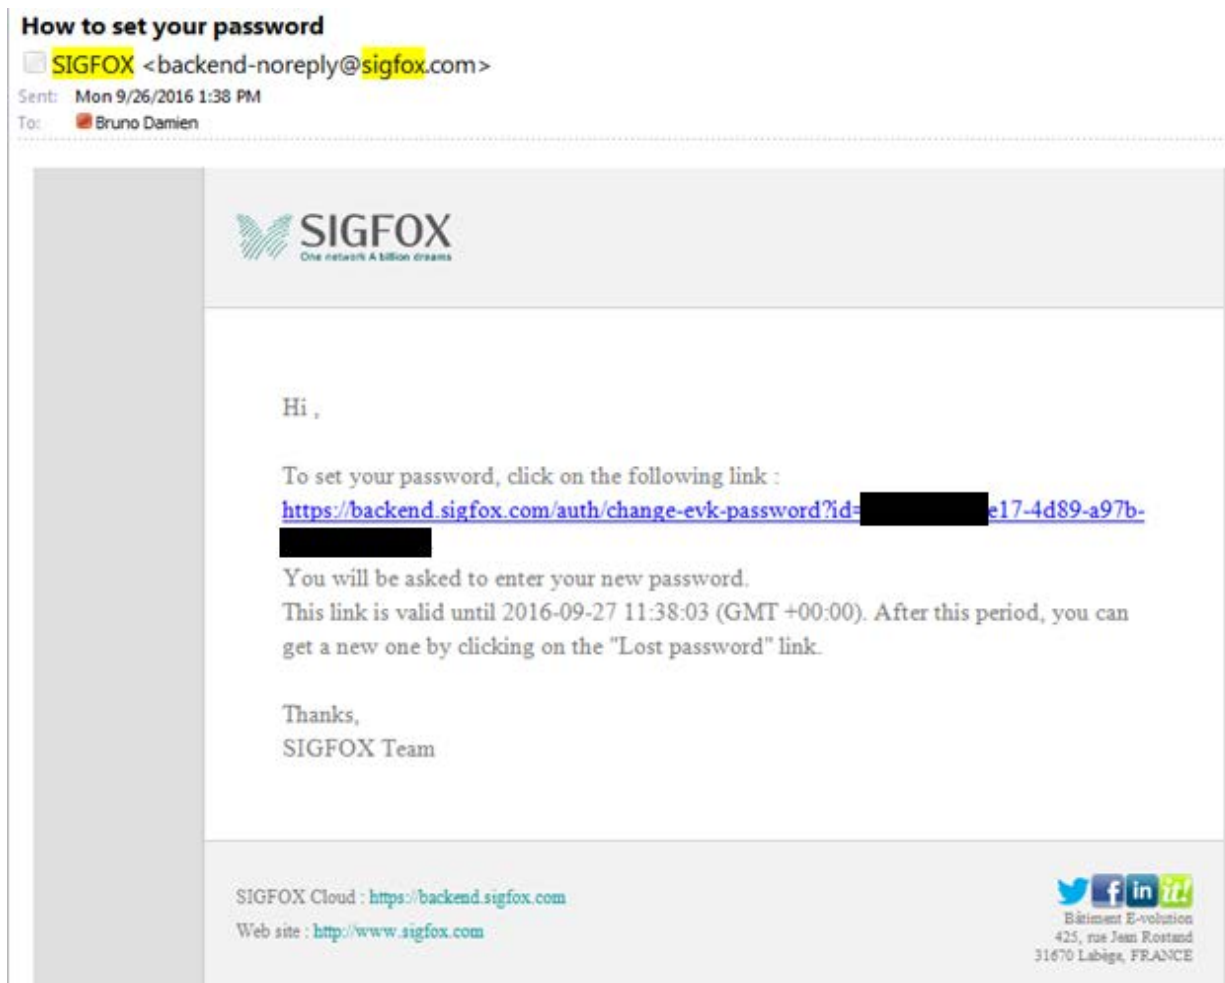 How to set your password
SIGFOX <backend-noreply@sigfox.com>
Sent: Mon 9/26/2016 1:38 PM
To: Bruno Damien
SIGFOX
One network A billion dreams
Hi ,
To set your password, click on the following link :
https://backend.sigfox.com/auth/change-evk-password?id= e17-4d89-a97b-
You will be asked to enter your new password.
This link is valid until 2016-09-27 11:38:03 (GMT +00:00). After this period, you can
get a new one by clicking on the "Lost password" link.
Thanks,
SIGFOX Team
SIGFOX Cloud : https://backend.sigfox.com
Web site : http://www.sigfox.com
f in it!
Bâtiment E-volution
425, rue Jean Rostand
31670 Labège, FRANCE